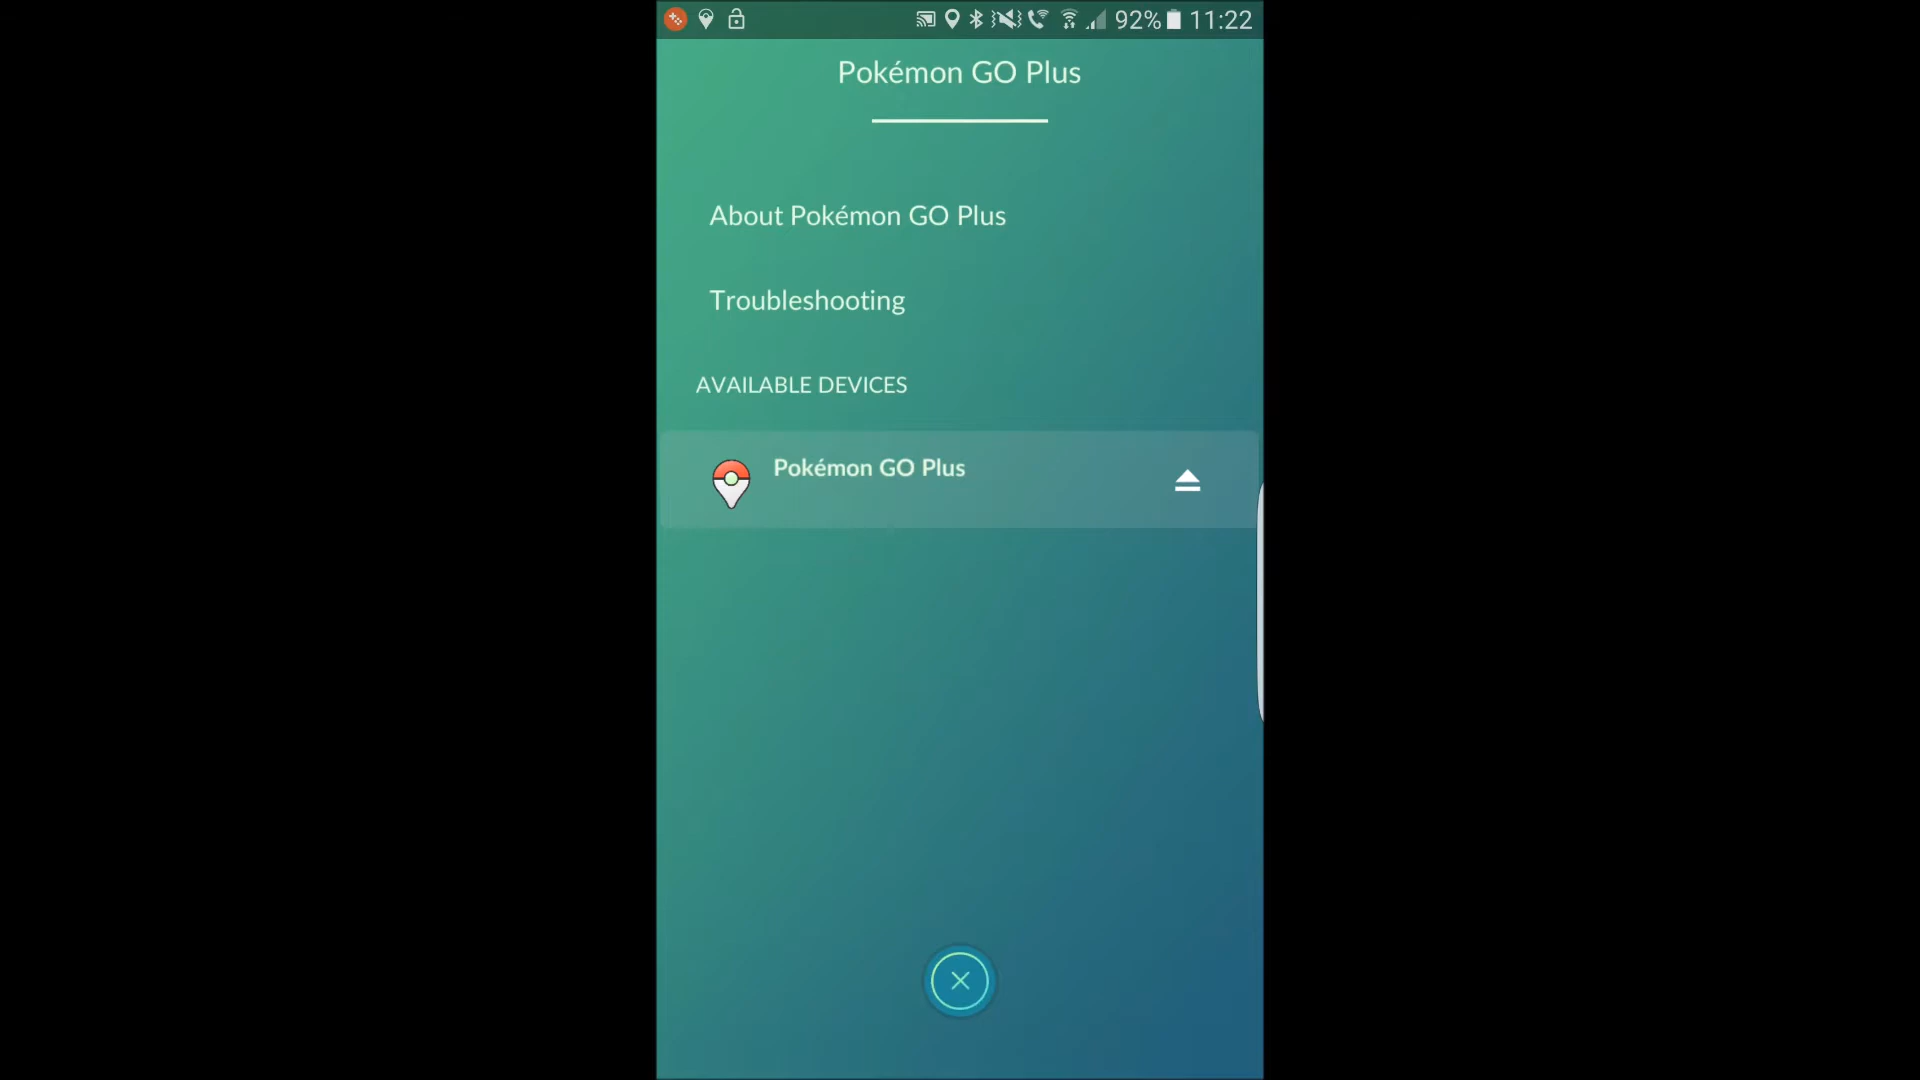 92% 11:22
Pokémon GO Plus
About Pokémon GO Plus
Troubleshooting
AVAILABLE DEVICES
Pokémon GO Plus